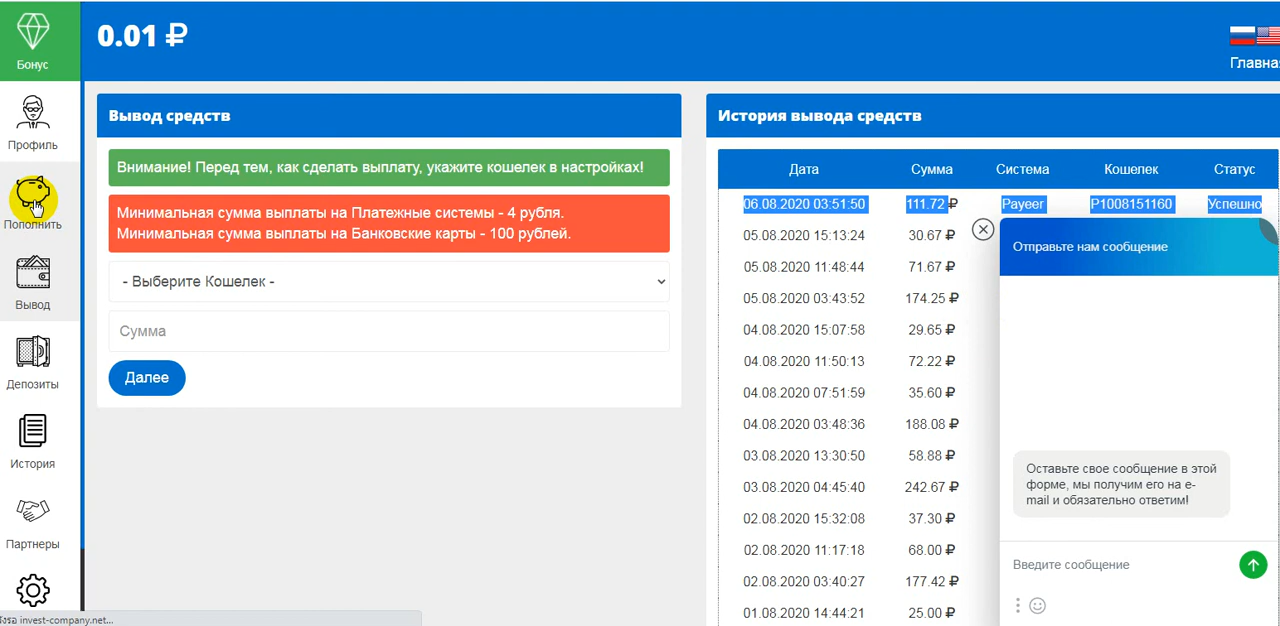 0.01 ₽
Бонус
Главна
Профиль
Пополнить
Вывод
Депозиты
История
Партнеры
Вывод средств
Внимание! Перед тем, как сделать выплату, укажите кошелек в настройках!
Минимальная сумма выплаты на Платежные системы - 4 рубля.
Минимальная сумма выплаты на Банковские карты - 100 рублей.
- Выберите Кошелек -
Сумма
Далее
История вывода средств
Дата Сумма Система Кошелек Статус
06.08.2020 03:51:50 111.72 ₽ Payeer P1008151160 Успешно
05.08.2020 15:13:24 30.67 ₽
05.08.2020 11:48:44 71.67 ₽
05.08.2020 03:43:52 174.25 ₽
04.08.2020 15:07:58 29.65 ₽
04.08.2020 11:50:13 72.22 ₽
04.08.2020 07:51:59 35.60 ₽
04.08.2020 03:48:36 188.08 ₽
03.08.2020 13:30:50 58.88 ₽
03.08.2020 04:45:40 242.67 ₽
02.08.2020 15:32:08 37.30 ₽
02.08.2020 11:17:18 68.00 ₽
02.08.2020 03:40:27 177.42 ₽
01.08.2020 14:44:21 25.00 ₽
Отправьте нам сообщение
Оставьте свое сообщение в этой
форме, мы получим его на e-
mail и обязательно ответим!
Введите сообщение
invest-company.net...